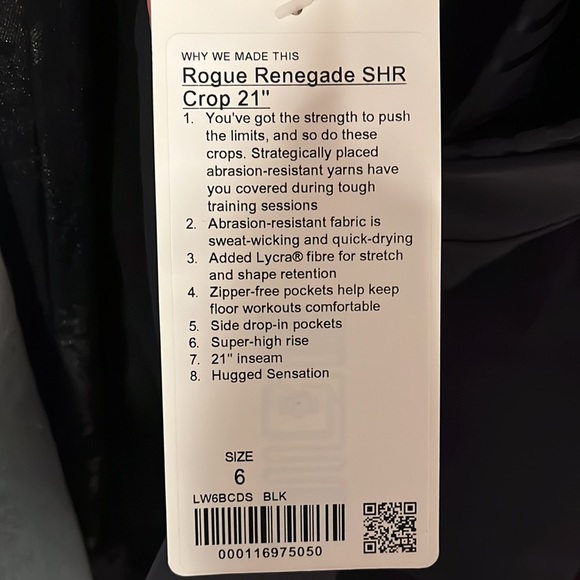 WHY WE MADE THIS
Rogue Renegade SHR
Crop 21"
1. You've got the strength to push
the limits, and so do these
crops. Strategically placed
abrasion-resistant yarns have
you covered during tough
training sessions
2. Abrasion-resistant fabric is
sweat-wicking and quick-drying
3. Added Lycra® fibre for stretch
and shape retention
4. Zipper-free pockets help keep
floor workouts comfortable
5. Side drop-in pockets
6. Super-high rise
7. 21" inseam
8. Hugged Sensation
SIZE
6
LW6BCDS BLK
000116975050